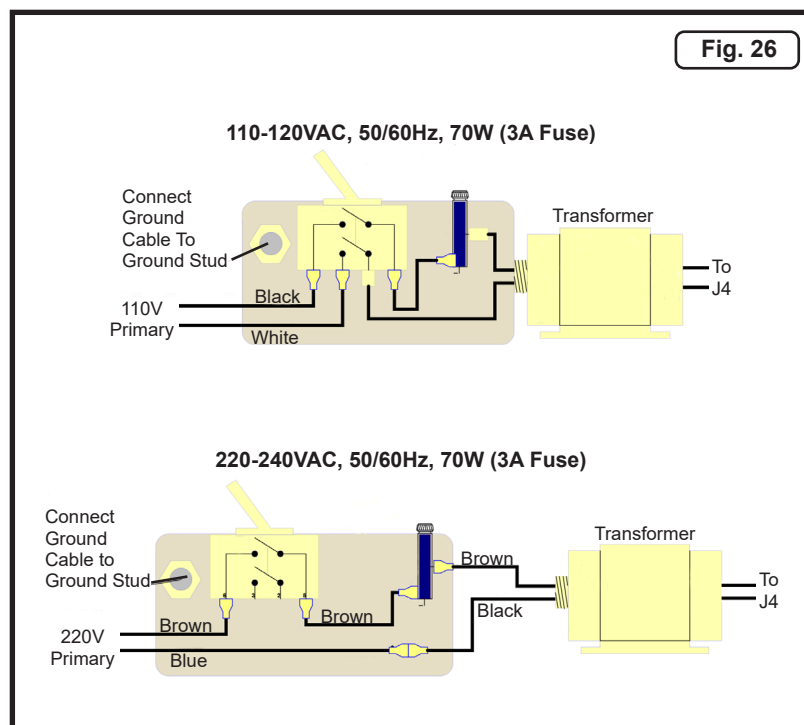 Fig. 26
110-120VAC, 50/60Hz, 70W (3A Fuse)
Connect
Ground
Cable To
Ground Stud
Transformer
To
J4
110V
Primary
Black
White
220-240VAC, 50/60Hz, 70W (3A Fuse)
Connect
Ground
Cable to
Ground Stud
Transformer
Brown
To
J4
Black
Brown
Brown
220V
Primary
Blue